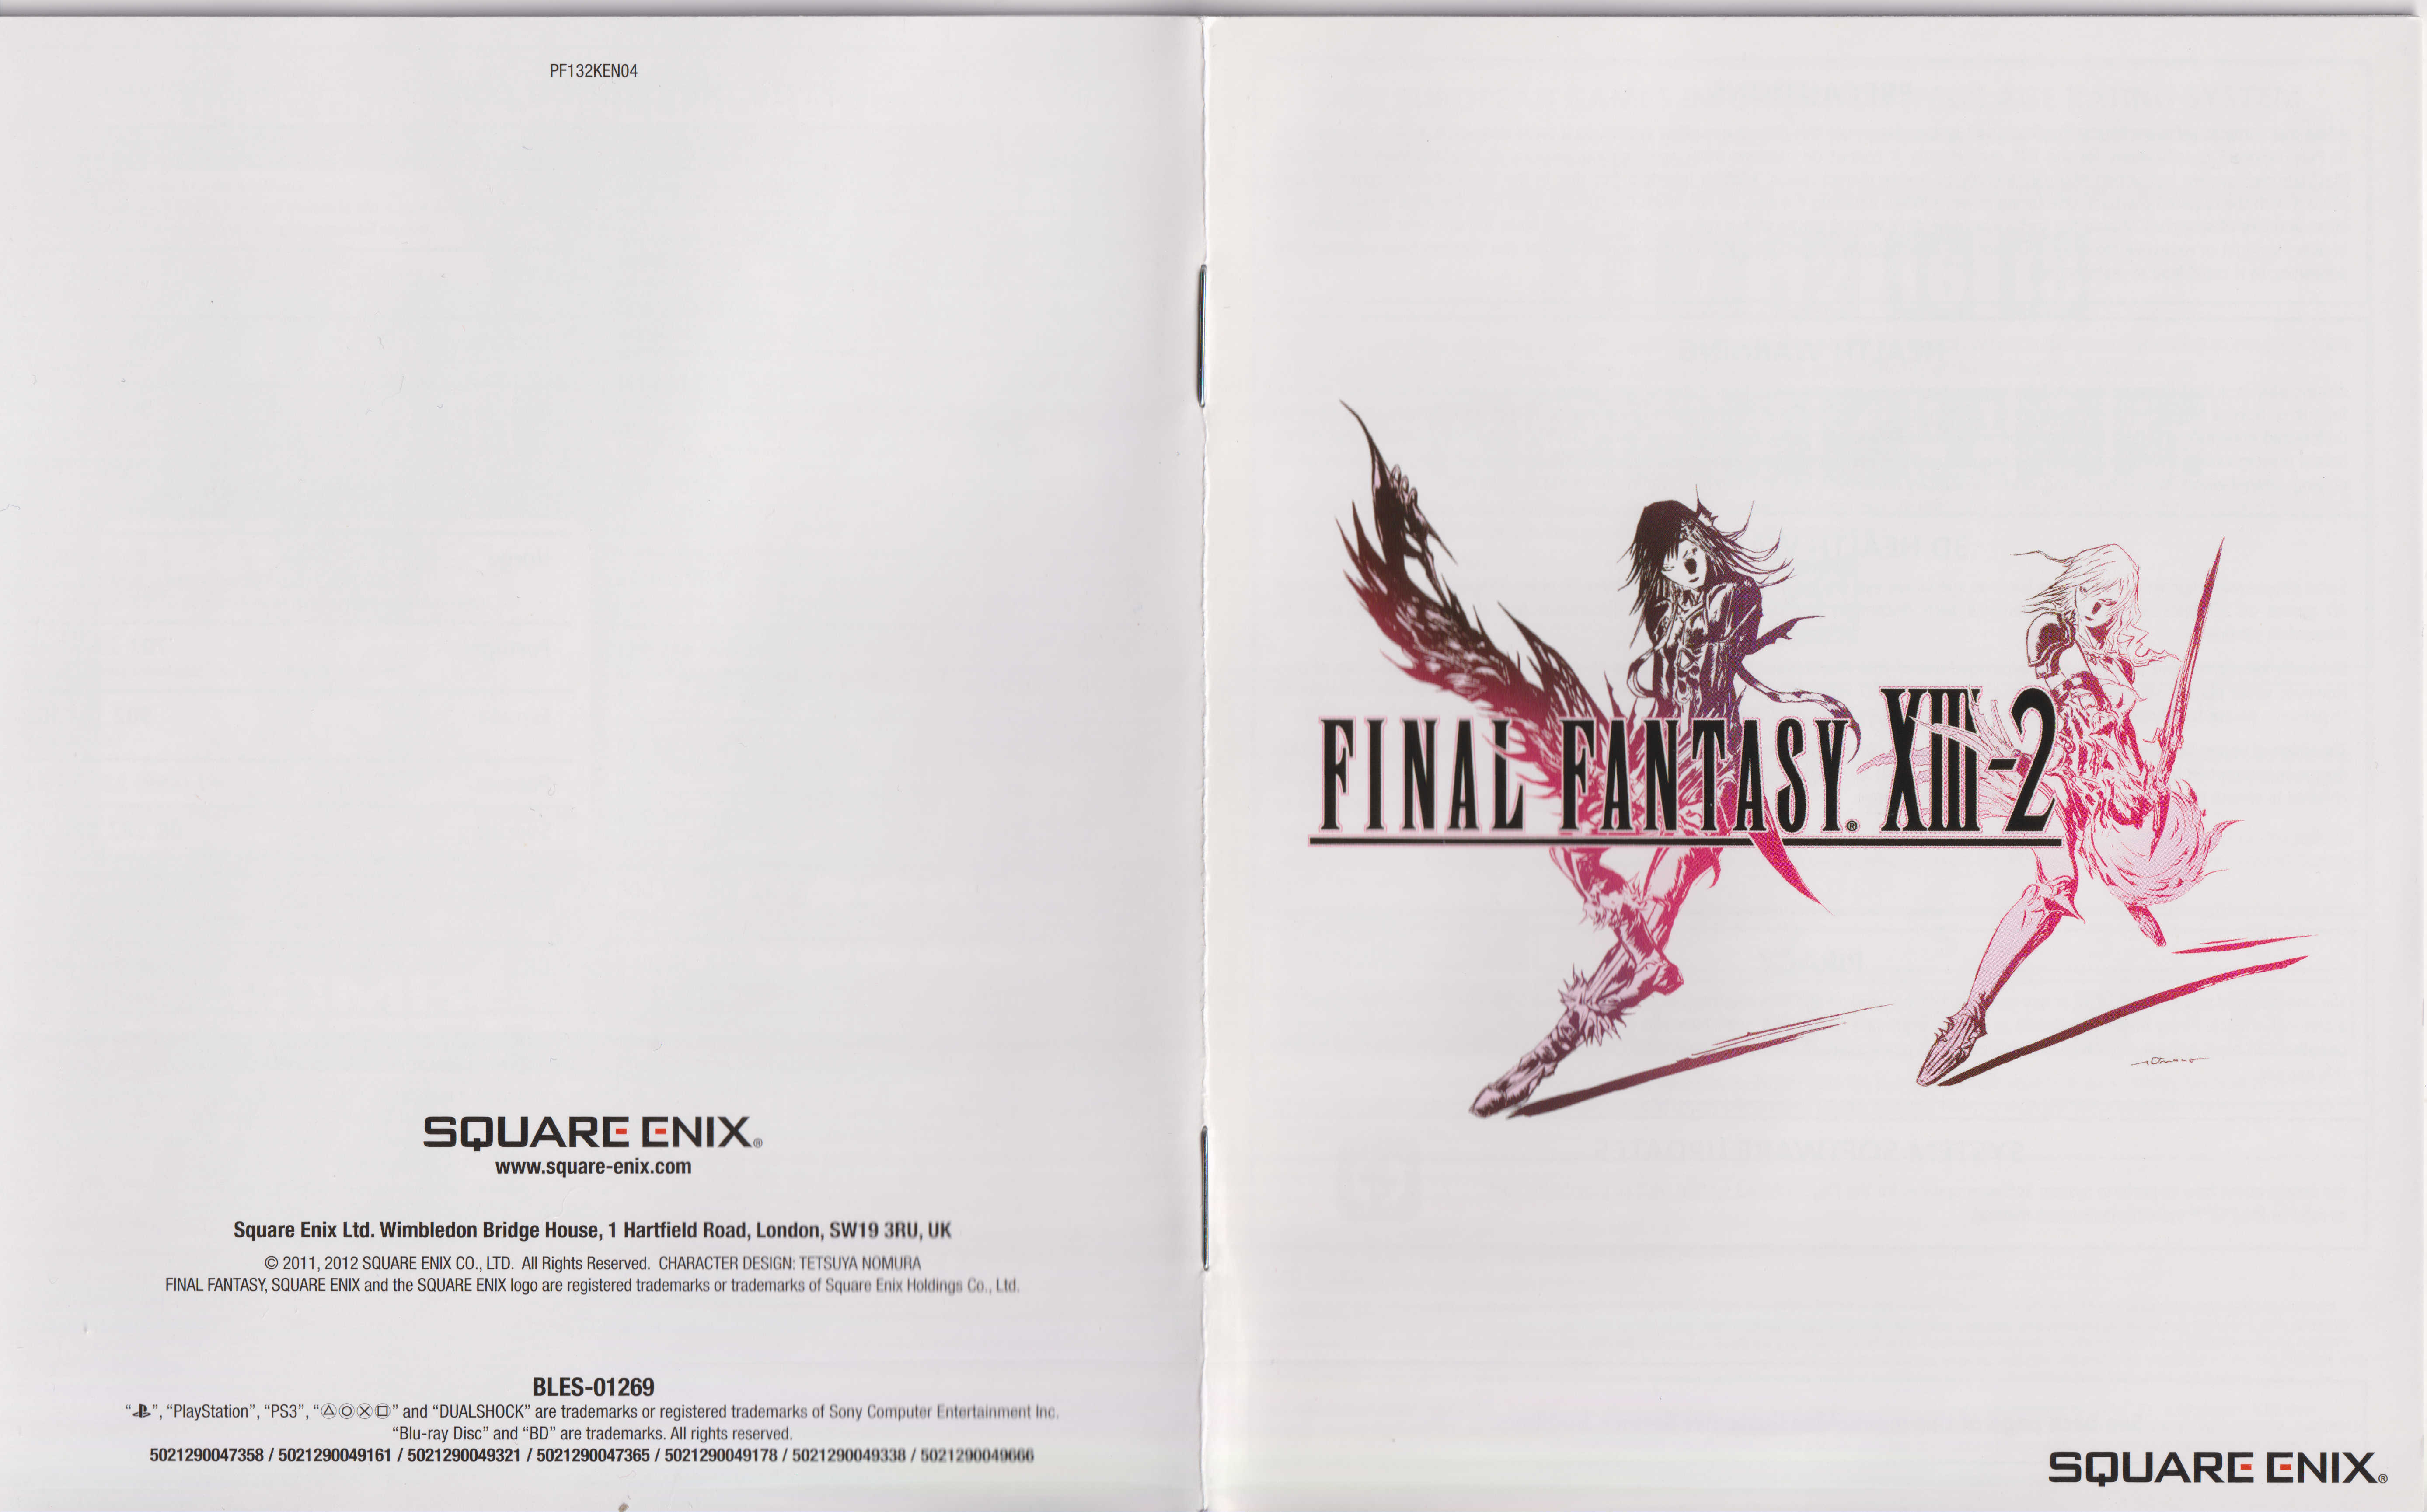 PF132KEN04
SQUARE ENIX®
www.square-enix.com
Square Enix Ltd. Wimbledon Bridge House, 1 Hartfield Road, London, SW19 3RU, UK
© 2011, 2012 SQUARE ENIX CO., LTD. All Rights Reserved. CHARACTER DESIGN: TETSUYA NOMURA
FINAL FANTASY, SQUARE ENIX and the SQUARE ENIX logo are registered trademarks or trademarks of Square Enix Holdings Co., Ltd.
BLES-01269
“ ”, “PlayStation”, “PS3”, “△○✕□” and “DUALSHOCK” are trademarks or registered trademarks of Sony Computer Entertainment Inc.
“Blu-ray Disc” and “BD” are trademarks. All rights reserved.
5021290047358 / 5021290049161 / 5021290049321 / 5021290047365 / 5021290049178 / 5021290049338 / 5021290049666
FINAL FANTASY® XIII-2
SQUARE ENIX®